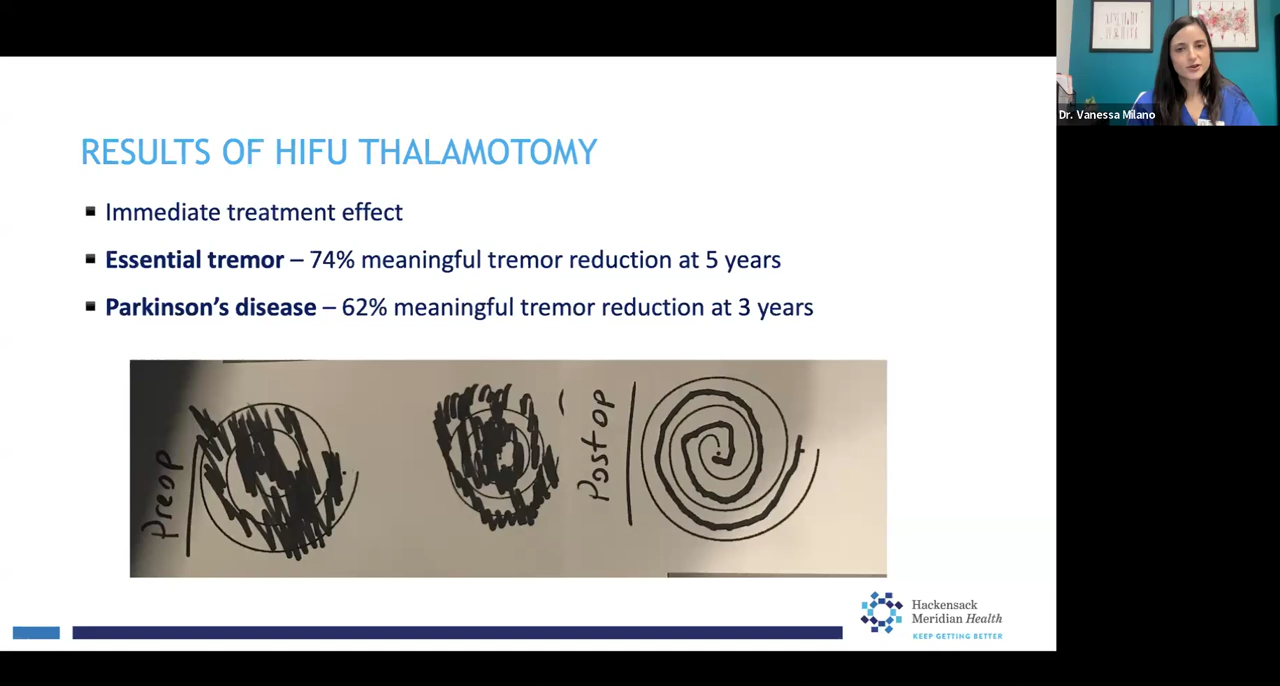 Dr. Vanessa Milano
RESULTS OF HIFU THALAMOTOMY
Immediate treatment effect
Essential tremor – 74% meaningful tremor reduction at 5 years
Parkinson’s disease – 62% meaningful tremor reduction at 3 years
Preop
Postop
Hackensack
Meridian Health
KEEP GETTING BETTER